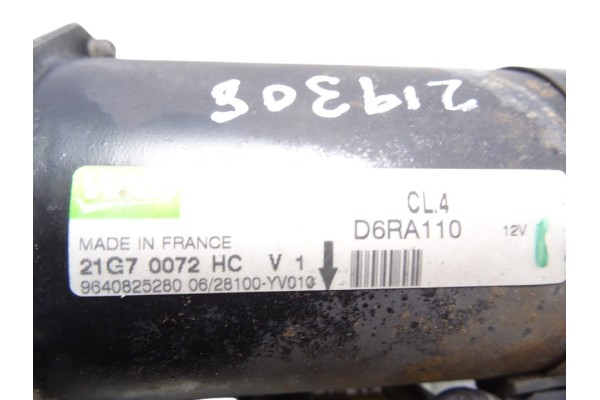 219308
CL.4
D6RA110 12V
MADE IN FRANCE
21G7 0072 HC V 1
9640825280 06/28100-YV010